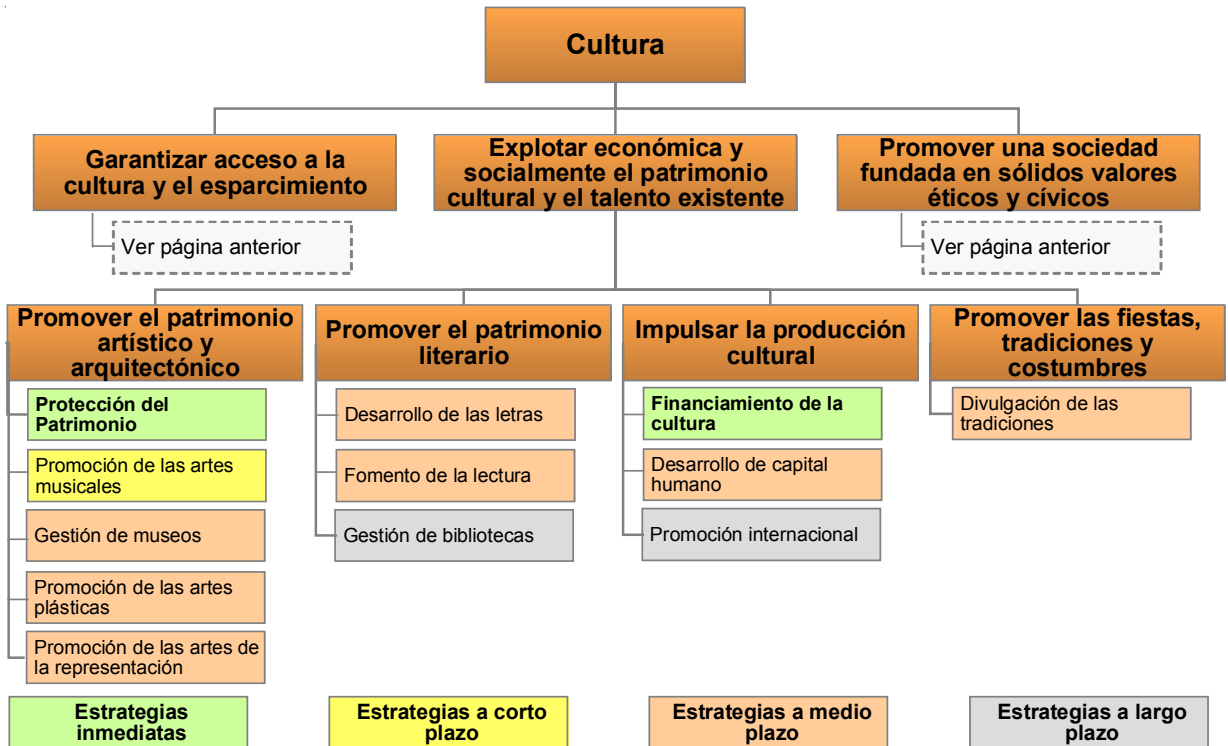 Cultura
Garantizar acceso a la
cultura y el esparcimiento
Explotar económica y
socialmente el patrimonio
cultural y el talento existente
Promover una sociedad
fundada en sólidos valores
éticos y cívicos
Ver página anterior
Ver página anterior
Promover el patrimonio
artístico y
arquitectónico
Promover el patrimonio
literario
Impulsar la producción
cultural
Promover las fiestas,
tradiciones y
costumbres
Protección del
Patrimonio
Promoción de las artes
musicales
Gestión de museos
Promoción de las artes
plásticas
Promoción de las artes de
la representación
Desarrollo de las letras
Fomento de la lectura
Gestión de bibliotecas
Financiamiento de la
cultura
Desarrollo de capital
humano
Promoción internacional
Divulgación de las
tradiciones
Estrategias
inmediatas
Estrategias a corto
plazo
Estrategias a medio
plazo
Estrategias a largo
plazo